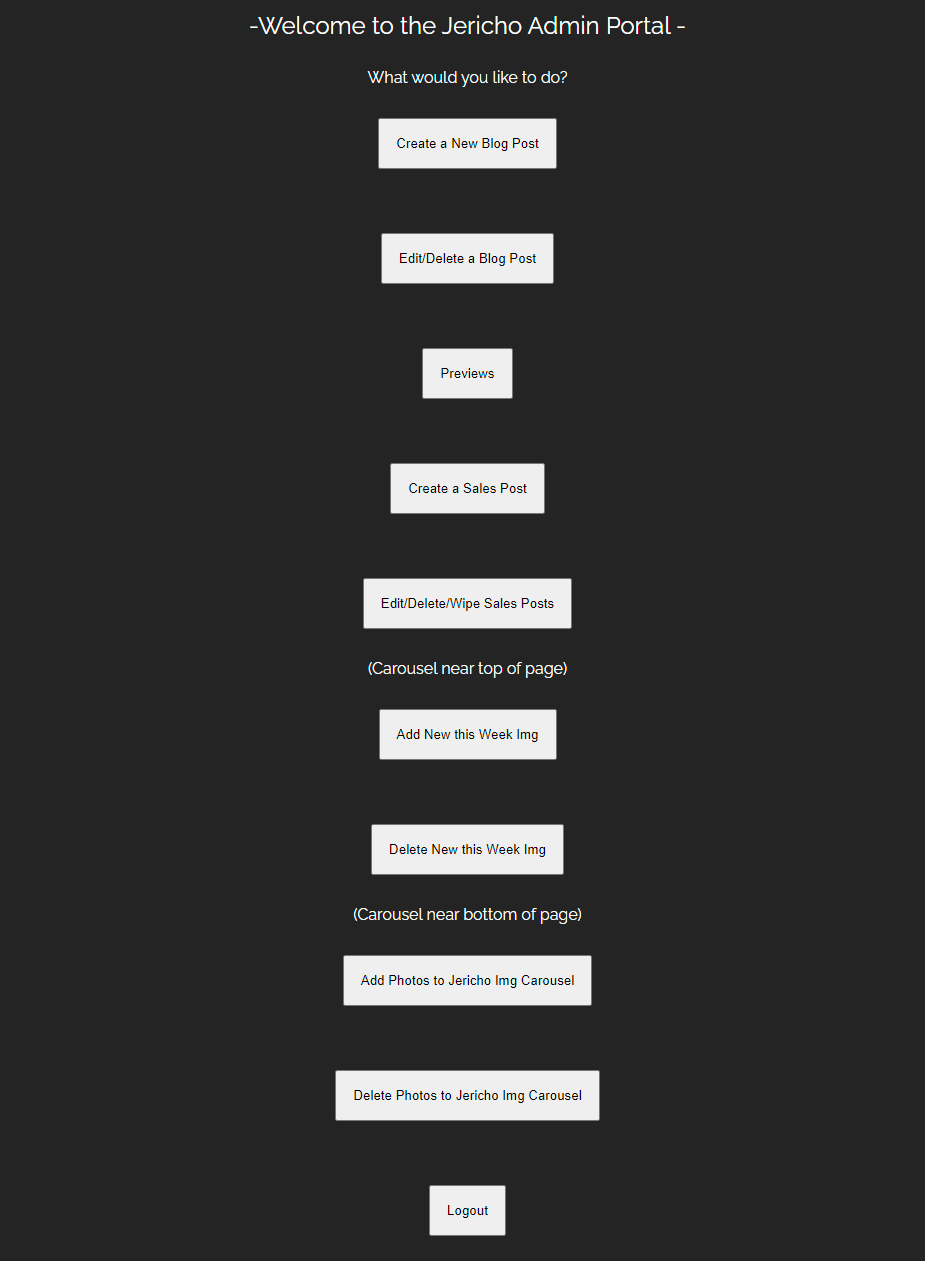 -Welcome to the Jericho Admin Portal -
What would you like to do?
Create a New Blog Post
Edit/Delete a Blog Post
Previews
Create a Sales Post
Edit/Delete/Wipe Sales Posts
(Carousel near top of page)
Add New this Week Img
Delete New this Week Img
(Carousel near bottom of page)
Add Photos to Jericho Img Carousel
Delete Photos to Jericho Img Carousel
Logout